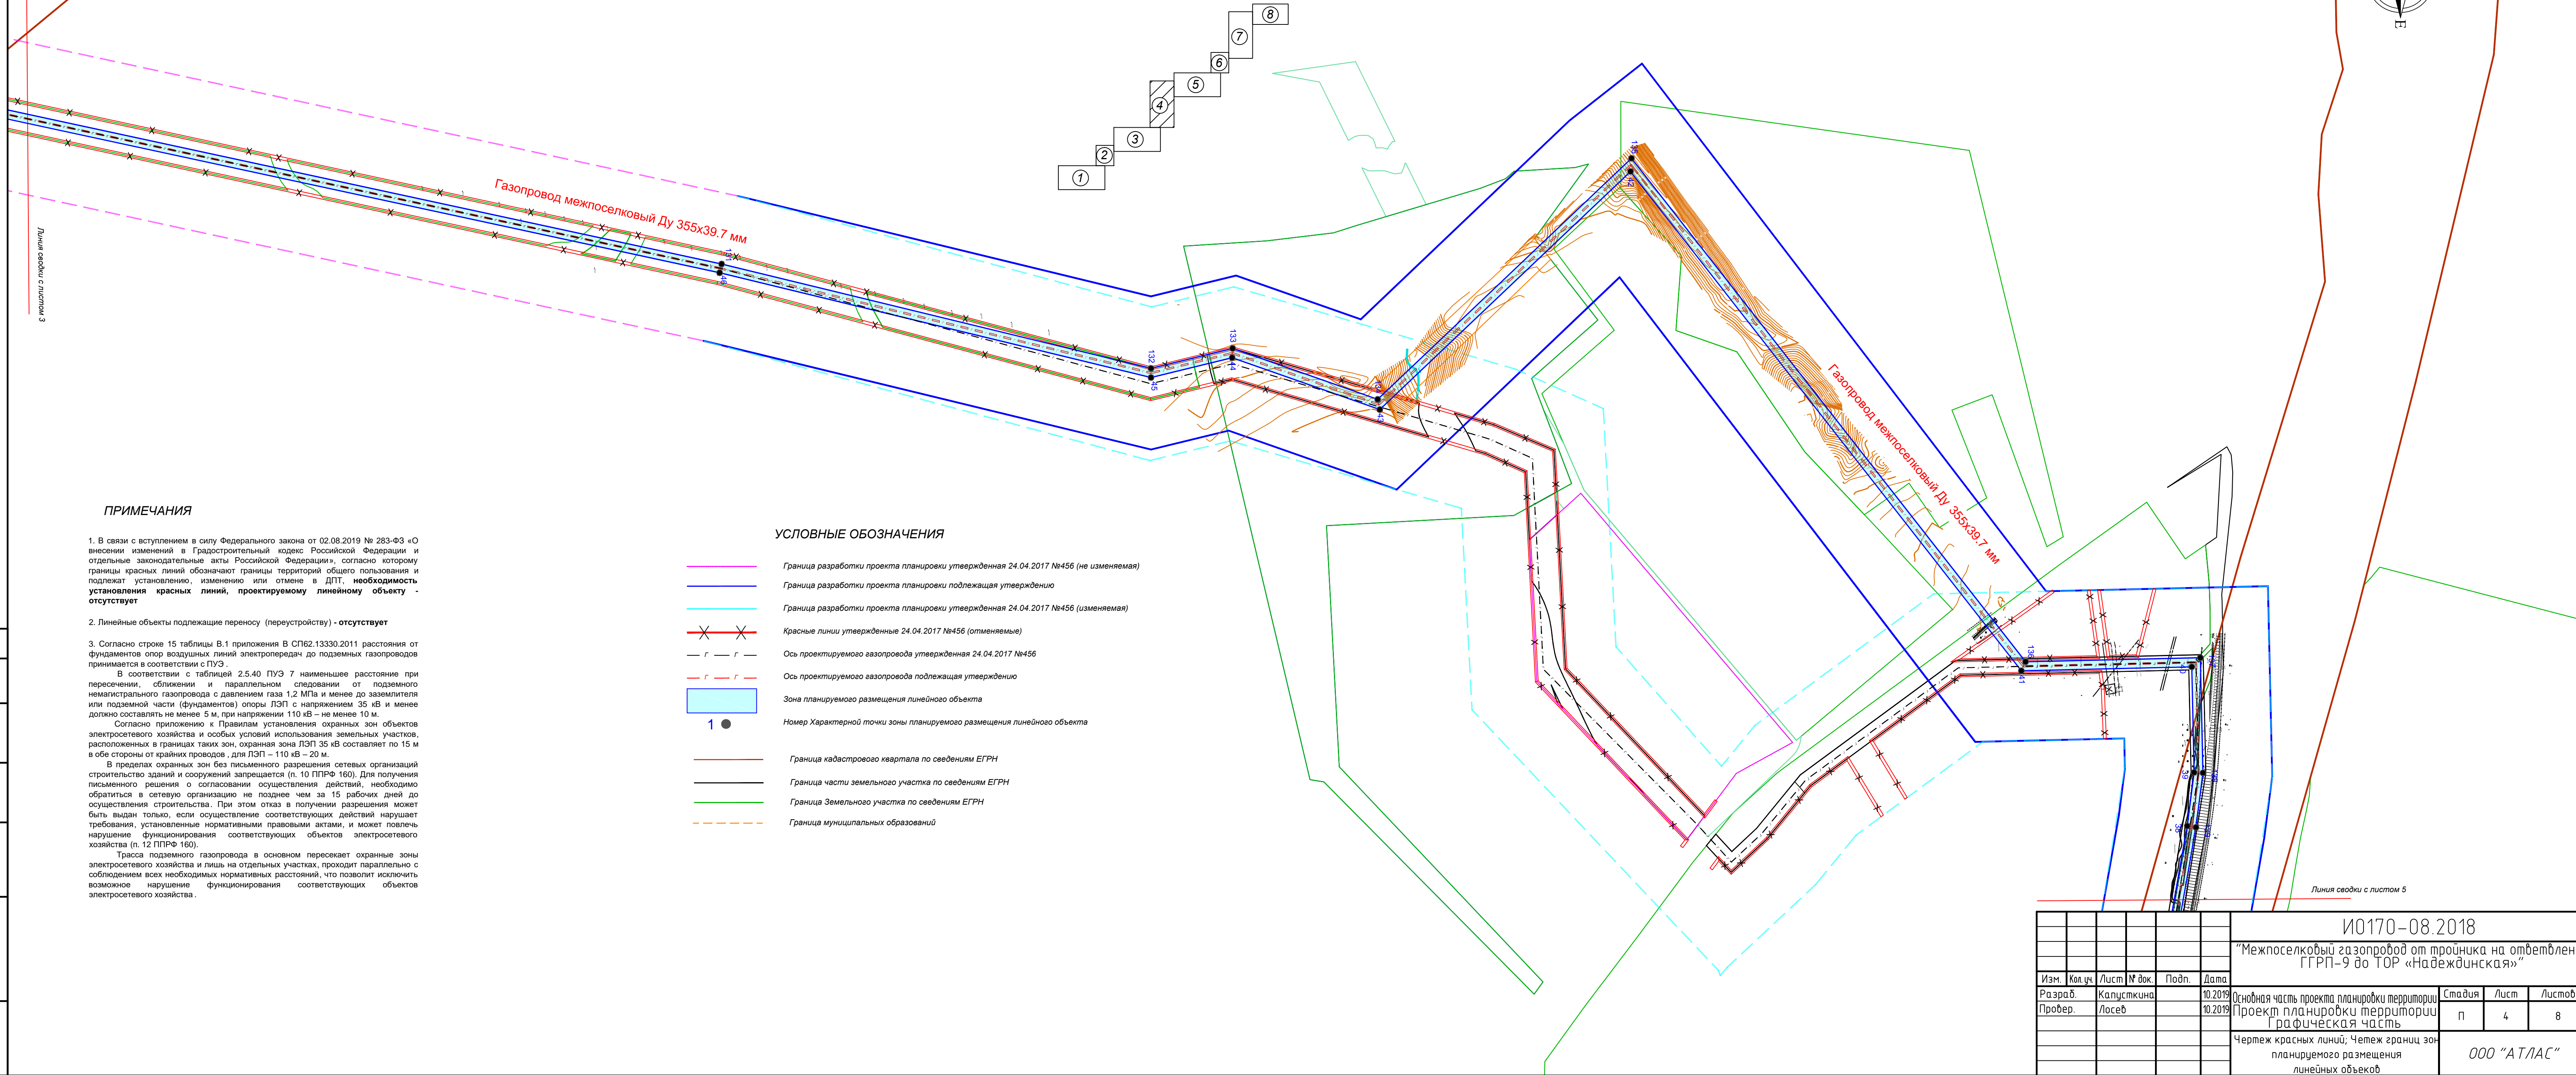 E
8
7
6
5
4
3
2
1
Линия сводки с листом 3
Газопровод межпоселковый Ду 355х39.7 мм
Газопровод межпоселковый Ду 355х39.7 мм
131
46
132
45
133
44
134
43
135
42
136
41
40
39
138
38
ПРИМЕЧАНИЯ
1. В связи с вступлением в силу Федерального закона от 02.08.2019 № 283-ФЗ «О
внесении изменений в Градостроительный кодекс Российской Федерации и
отдельные законодательные акты Российской Федерации», согласно которому
границы красных линий обозначают границы территорий общего пользования и
подлежат установлению, изменению или отмене в ДПТ, необходимость
установления красных линий, проектируемому линейному объекту -
отсутствует
2. Линейные объекты подлежащие переносу (переустройству) - отсутствует
3. Согласно строке 15 таблицы В.1 приложения В СП62.13330.2011 расстояния от
фундаментов опор воздушных линий электропередач до подземных газопроводов
принимается в соответствии с ПУЭ .
В соответствии с таблицей 2.5.40 ПУЭ 7 наименьшее расстояние при
пересечении, сближении и параллельном следовании от подземного
немагистрального газопровода с давлением газа 1,2 МПа и менее до заземлителя
или подземной части (фундаментов) опоры ЛЭП с напряжением 35 кВ и менее
должно составлять не менее 5 м, при напряжении 110 кВ – не менее 10 м.
Согласно приложению к Правилам установления охранных зон объектов
электросетевого хозяйства и особых условий использования земельных участков,
расположенных в границах таких зон, охранная зона ЛЭП 35 кВ составляет по 15 м
в обе стороны от крайних проводов , для ЛЭП – 110 кВ – 20 м.
В пределах охранных зон без письменного разрешения сетевых организаций
строительство зданий и сооружений запрещается (п. 10 ППРФ 160). Для получения
письменного решения о согласовании осуществления действий, необходимо
обратиться в сетевую организацию не позднее чем за 15 рабочих дней до
осуществления строительства. При этом отказ в получении разрешения может
быть выдан только, если осуществление соответствующих действий нарушает
требования, установленные нормативными правовыми актами, и может повлечь
нарушение функционирования соответствующих объектов электросетевого
хозяйства (п. 12 ППРФ 160).
Трасса подземного газопровода в основном пересекает охранные зоны
электросетевого хозяйства и лишь на отдельных участках, проходит параллельно с
соблюдением всех необходимых нормативных расстояний, что позволит исключить
возможное нарушение функционирования соответствующих объектов
электросетевого хозяйства .
УСЛОВНЫЕ ОБОЗНАЧЕНИЯ
Граница разработки проекта планировки утвержденная 24.04.2017 №456 (не изменяемая)
Граница разработки проекта планировки подлежащая утверждению
Граница разработки проекта планировки утвержденная 24.04.2017 №456 (изменяемая)
Красные линии утвержденные 24.04.2017 №456 (отменяемые)
г г Ось проектируемого газопровода утвержденная 24.04.2017 №456
г г Ось проектируемого газопровода подлежащая утверждению
Зона планируемого размещения линейного объекта
1 Номер Характерной точки зоны планируемого размещения линейного объекта
Граница кадастрового квартала по сведениям ЕГРН
Граница части земельного участка по сведениям ЕГРН
Граница Земельного участка по сведениям ЕГРН
Граница муниципальных образований
Линия сводки с листом 5
ИО170-08.2018
"Межпоселковый газопровод от тройника на ответвлен
ГГРП-9 до ТОР «Надеждинская»"
Изм. Кол.уч. Лист № док. Подп. Дата
Разраб. Капусткина 10.2019
Провер. Лосев 10.2019
Основная часть проекта планировки территории
Проект планировки территории
Графическая часть
Стадия Лист Листов
П 4 8
Чертеж красных линий; Четеж границ зон
планируемого размещения
линейных объеков
ООО "АТЛАС"